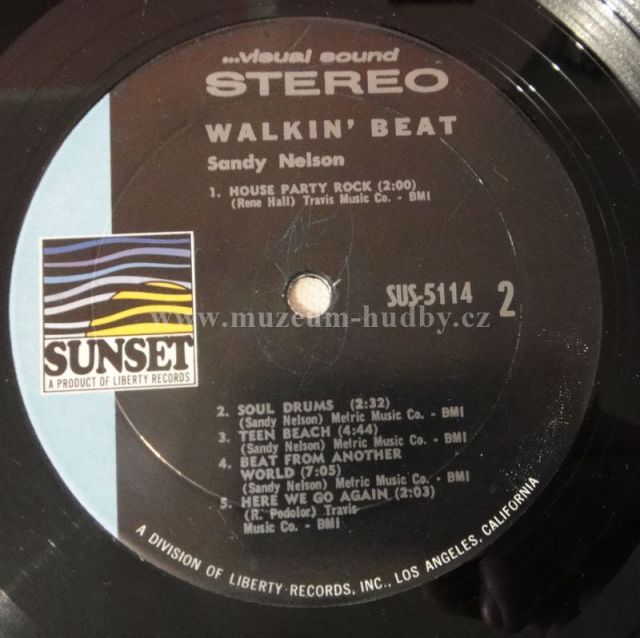 ...visual sound
STEREO
WALKIN' BEAT
Sandy Nelson
1. HOUSE PARTY ROCK (2:00)
(Rene Hall) Travis Music Co. - BMI
SUS-5114 2
www.muzeum-hudby.cz
SUNSET
A PRODUCT OF LIBERTY RECORDS
2. SOUL DRUMS (2:32)
(Sandy Nelson) Metric Music Co. - BMI
3. TEEN BEACH (4:44)
(Sandy Nelson) Metric Music Co. - BMI
4. BEAT FROM ANOTHER
WORLD (7:05)
(Sandy Nelson) Metric Music Co. - BMI
5. HERE WE GO AGAIN (2:03)
(R. Podolor) Travis
Music Co. - BMI
A DIVISION OF LIBERTY RECORDS, INC., LOS ANGELES, CALIFORNIA